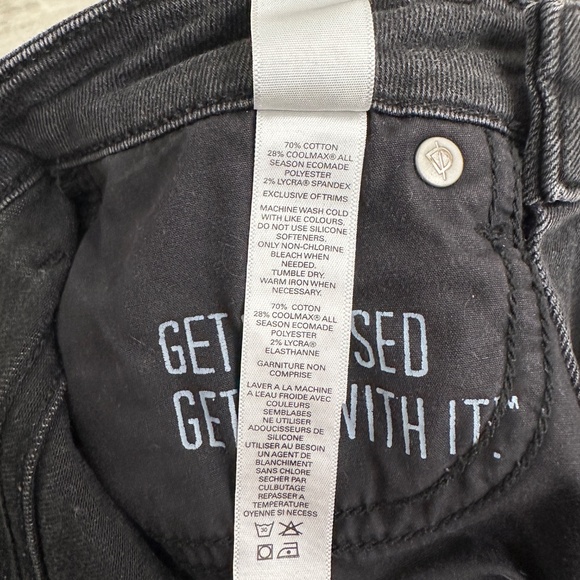 70% COTTON
28% COOLMAX® ALL
SEASON ECOMADE
POLYESTER
2% LYCRA® SPANDEX
EXCLUSIVE OFTRIMS
MACHINE WASH COLD
WITH LIKE COLOURS.
DO NOT USE SILICONE
SOFTENERS.
ONLY NON-CHLORINE
BLEACH WHEN
NEEDED.
TUMBLE DRY.
WARM IRON WHEN
NECESSARY.
70% COTON
28% COOLMAX® ALL
SEASON ECOMADE
POLYESTER
2% LYCRA®
ELASTHANNE
GARNITURE NON
COMPRISE
LAVER A LA MACHINE
A L'EAU FROIDE AVEC
COULEURS
SEMBLABES
NE UTILISER
ADOUCISSEURS DE
SILICONE
UTILISER AU BESOIN
UN AGENT DE
BLANCHIMENT
SANS CHLORE
SECHER PAR
CULBUTAGE
REPASSER A
TEMPERATURE
OYENNE SI NECESS
30
GET SED
GET WITH IT!™